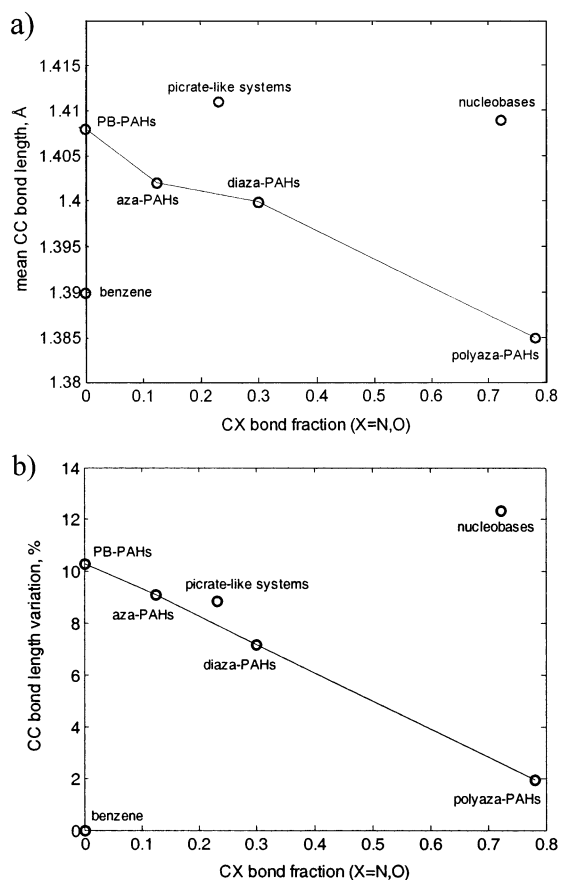 a)
mean CC bond length, Å
1.415
1.41
1.405
1.4
1.395
1.39
1.385
1.38
picrate-like systems
nucleobases
PB-PAHs
diaza-PAHs
aza-PAHs
benzene
polyaza-PAHs
0 0.1 0.2 0.3 0.4 0.5 0.6 0.7 0.8
CX bond fraction (X=N,O)
b)
CC bond length variation, %
14
12
10
8
6
4
2
0
nucleobases
PB-PAHs
picrate-like systems
aza-PAHs
diaza-PAHs
polyaza-PAHs
benzene
0 0.1 0.2 0.3 0.4 0.5 0.6 0.7 0.8
CX bond fraction (X=N,O)